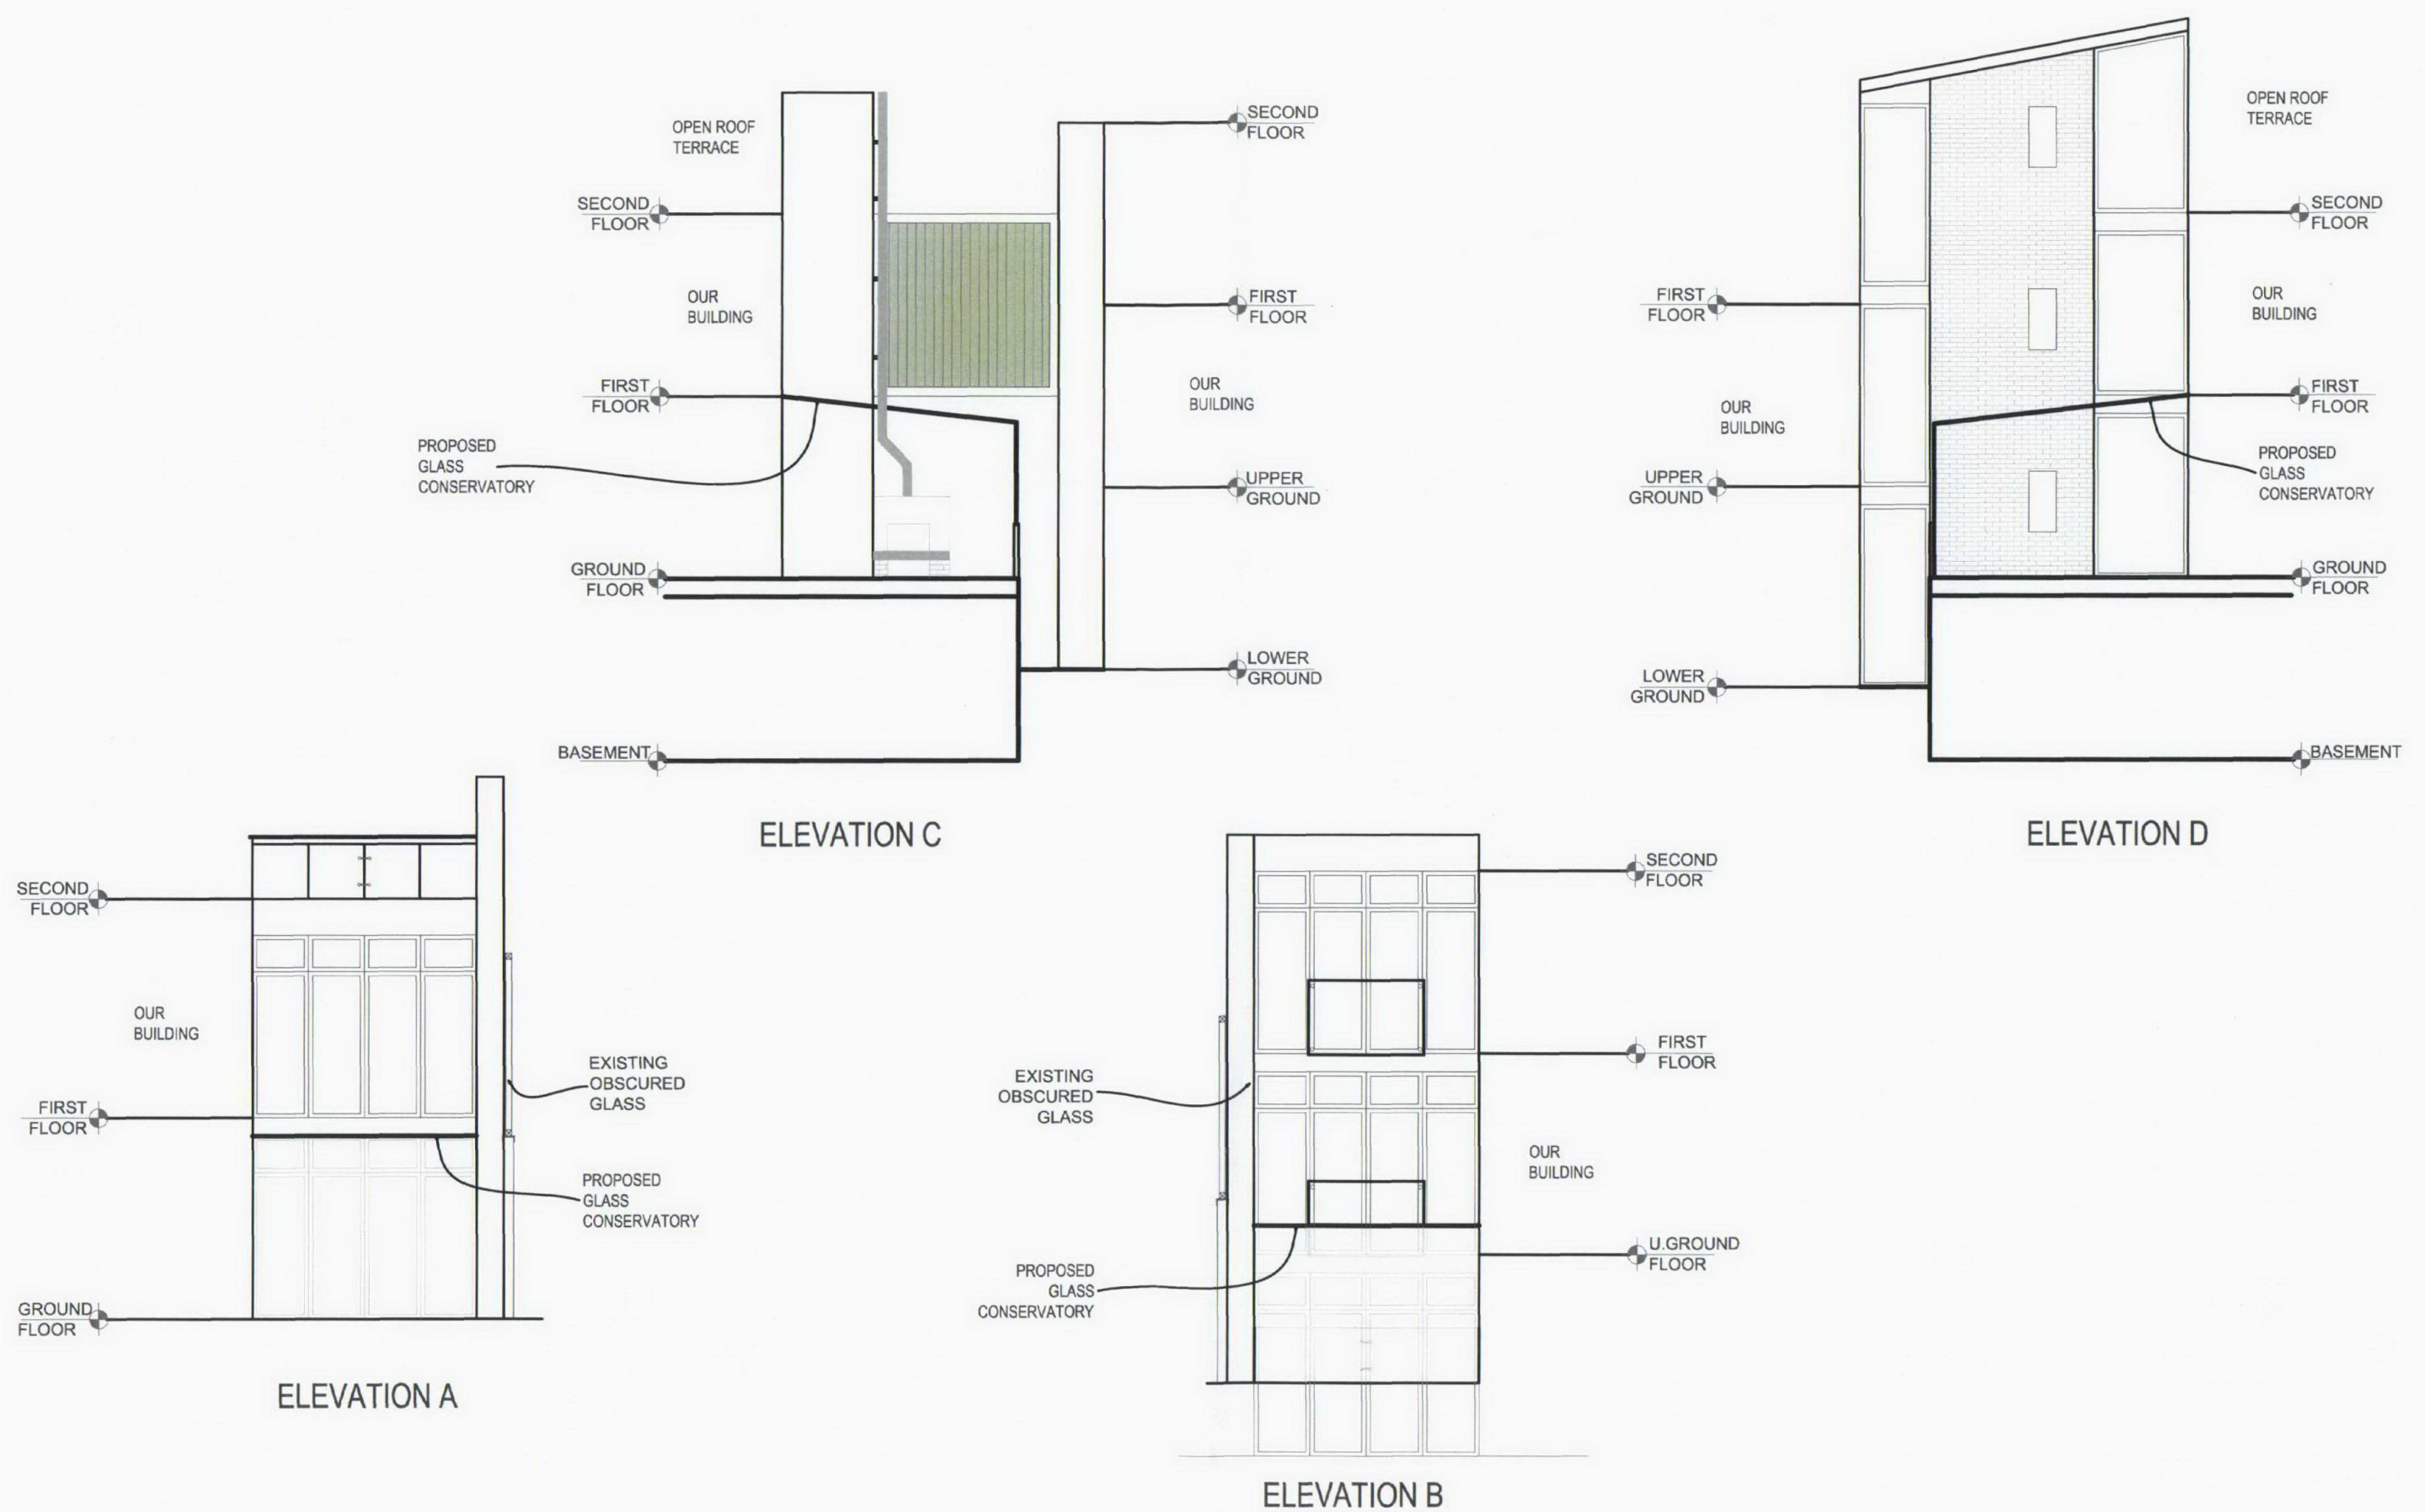 OPEN ROOF
TERRACE
SECOND
FLOOR
OUR
BUILDING
FIRST
FLOOR
PROPOSED
GLASS
CONSERVATORY
GROUND
FLOOR
BASEMENT
SECOND
FLOOR
FIRST
FLOOR
OUR
BUILDING
UPPER
GROUND
LOWER
GROUND
ELEVATION C
FIRST
FLOOR
OUR
BUILDING
UPPER
GROUND
LOWER
GROUND
OPEN ROOF
TERRACE
SECOND
FLOOR
OUR
BUILDING
FIRST
FLOOR
PROPOSED
GLASS
CONSERVATORY
GROUND
FLOOR
BASEMENT
ELEVATION D
SECOND
FLOOR
OUR
BUILDING
FIRST
FLOOR
GROUND
FLOOR
EXISTING
OBSCURED
GLASS
PROPOSED
GLASS
CONSERVATORY
ELEVATION A
EXISTING
OBSCURED
GLASS
PROPOSED
GLASS
CONSERVATORY
SECOND
FLOOR
FIRST
FLOOR
OUR
BUILDING
U.GROUND
FLOOR
ELEVATION B